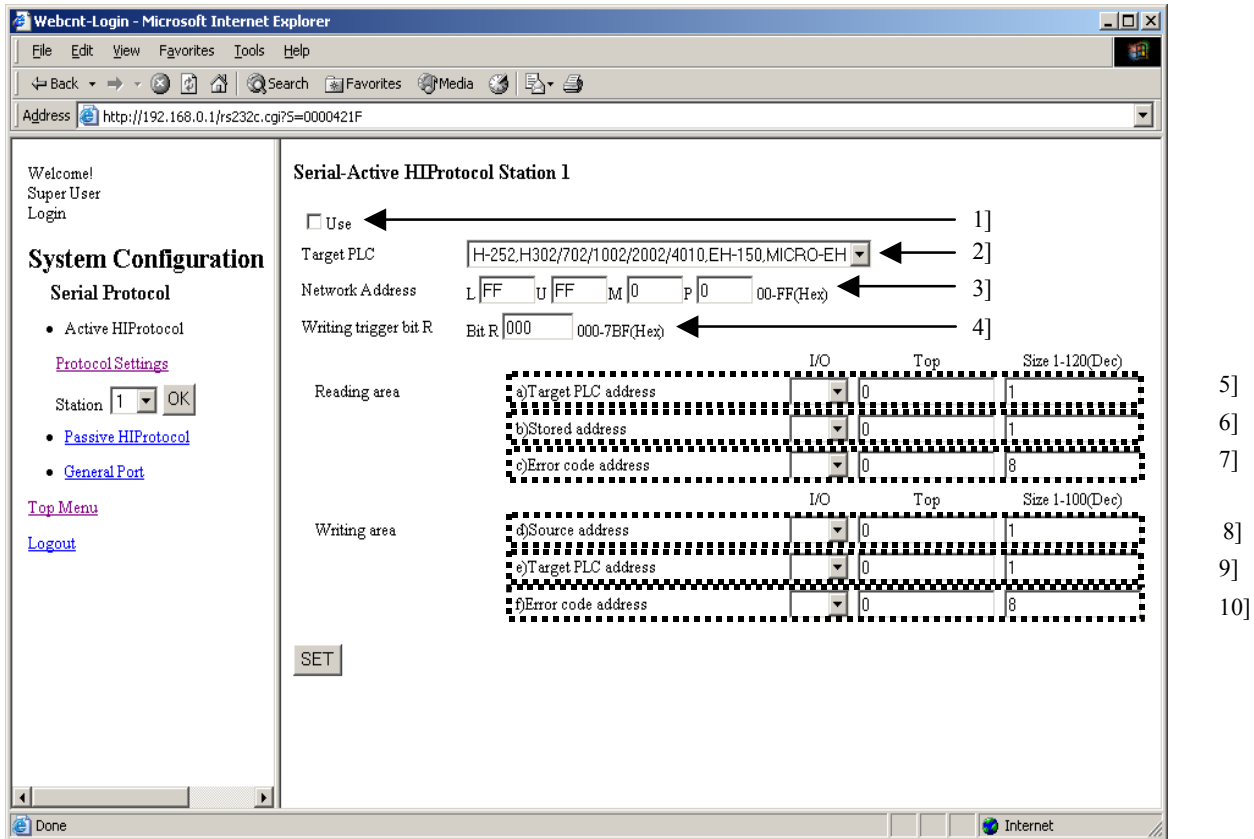 Webcnt-Login - Microsoft Internet Explorer
File Edit View Favorites Tools Help
Back Search Favorites Media
Address http://192.168.0.1/rs232c.cgi?S=0000421F
Welcome!
Super User
Login
System Configuration
Serial Protocol
Active HIProtocol
Protocol Settings
Station 1 OK
Passive HIProtocol
General Port
Top Menu
Logout
Serial-Active HIProtocol Station 1
Use 1]
Target PLC H-252,H302/702/1002/2002/4010,EH-150,MICRO-EH 2]
Network Address L FF U FF M 0 P 0 00-FF(Hex) 3]
Writing trigger bit R Bit R 000 000-7BF(Hex) 4]
I/O Top Size 1-120(Dec)
Reading area a)Target PLC address 0 1 5]
b)Stored address 0 1 6]
c)Error code address 0 8 7]
I/O Top Size 1-100(Dec)
Writing area d)Source address 0 1 8]
e)Target PLC address 0 1 9]
f)Error code address 0 8 10]
SET
Done Internet